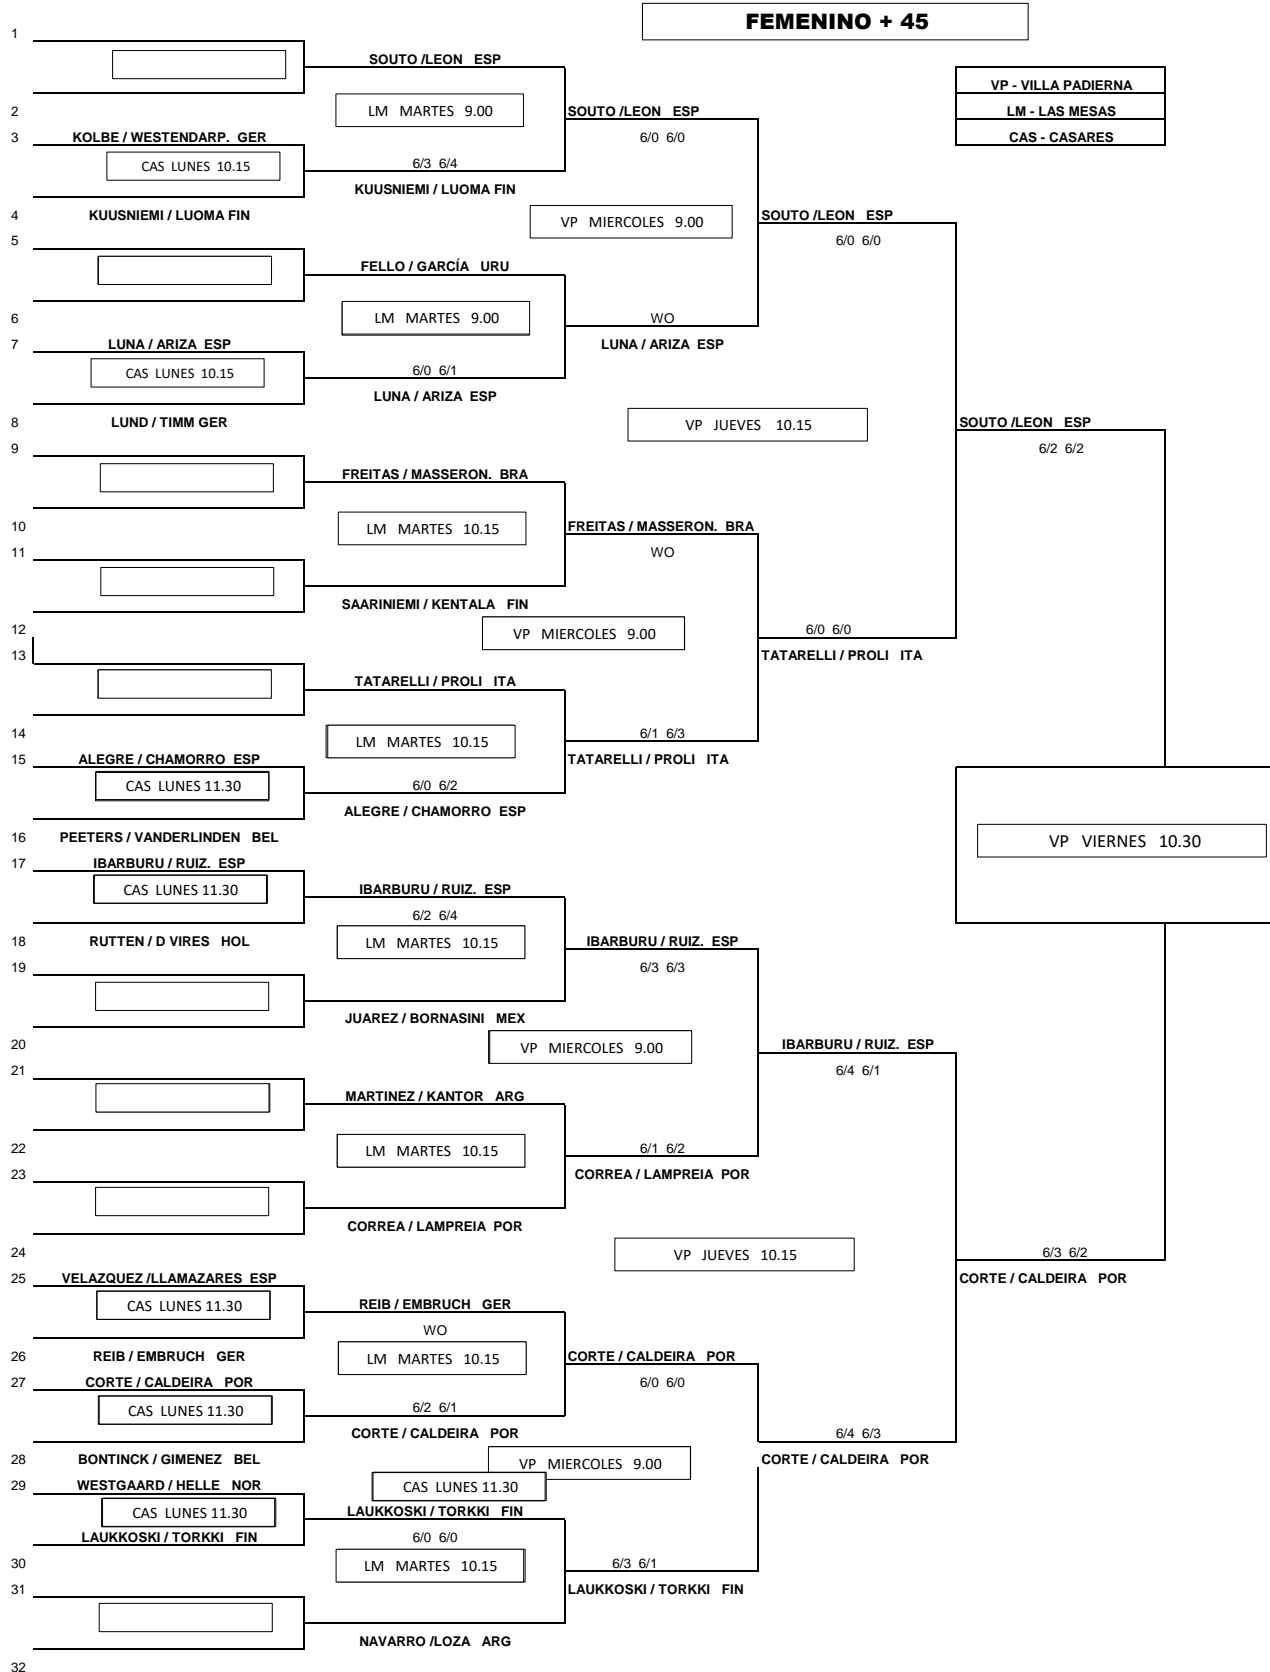 FEMENINO + 45
1
SOUTO /LEON ESP
VP - VILLA PADIERNA
2
LM MARTES 9.00
SOUTO /LEON ESP
LM - LAS MESAS
3
KOLBE / WESTENDARP. GER
6/0 6/0
CAS - CASARES
CAS LUNES 10.15
6/3 6/4
KUUSNIEMI / LUOMA FIN
4
KUUSNIEMI / LUOMA FIN
VP MIERCOLES 9.00
SOUTO /LEON ESP
5
6/0 6/0
FELLO / GARCÍA URU
6
LM MARTES 9.00
WO
7
LUNA / ARIZA ESP
LUNA / ARIZA ESP
CAS LUNES 10.15
6/0 6/1
LUNA / ARIZA ESP
8
LUND / TIMM GER
VP JUEVES 10.15
SOUTO /LEON ESP
9
6/2 6/2
FREITAS / MASSERON. BRA
10
LM MARTES 10.15
FREITAS / MASSERON. BRA
11
WO
SAARINIEMI / KENTALA FIN
12
VP MIERCOLES 9.00
6/0 6/0
13
TATARELLI / PROLI ITA
TATARELLI / PROLI ITA
14
LM MARTES 10.15
6/1 6/3
15
ALEGRE / CHAMORRO ESP
TATARELLI / PROLI ITA
CAS LUNES 11.30
6/0 6/2
ALEGRE / CHAMORRO ESP
16
PEETERS / VANDERLINDEN BEL
VP VIERNES 10.30
17
IBARBURU / RUIZ. ESP
CAS LUNES 11.30
IBARBURU / RUIZ. ESP
6/2 6/4
18
RUTTEN / D VIRES HOL
LM MARTES 10.15
IBARBURU / RUIZ. ESP
19
6/3 6/3
JUAREZ / BORNASINI MEX
20
VP MIERCOLES 9.00
IBARBURU / RUIZ. ESP
21
6/4 6/1
MARTINEZ / KANTOR ARG
22
LM MARTES 10.15
6/1 6/2
23
CORREA / LAMPREIA POR
CORREA / LAMPREIA POR
24
VP JUEVES 10.15
6/3 6/2
25
VELAZQUEZ /LLAMAZARES ESP
CORTE / CALDEIRA POR
CAS LUNES 11.30
REIB / EMBRUCH GER
WO
26
REIB / EMBRUCH GER
LM MARTES 10.15
CORTE / CALDEIRA POR
27
CORTE / CALDEIRA POR
6/0 6/0
CAS LUNES 11.30
6/2 6/1
CORTE / CALDEIRA POR
6/4 6/3
28
BONTINCK / GIMENEZ BEL
VP MIERCOLES 9.00
CORTE / CALDEIRA POR
29
WESTGAARD / HELLE NOR
CAS LUNES 11.30
CAS LUNES 11.30
LAUKKOSKI / TORKKI FIN
LAUKKOSKI / TORKKI FIN
6/0 6/0
30
LM MARTES 10.15
6/3 6/1
31
LAUKKOSKI / TORKKI FIN
NAVARRO /LOZA ARG
32